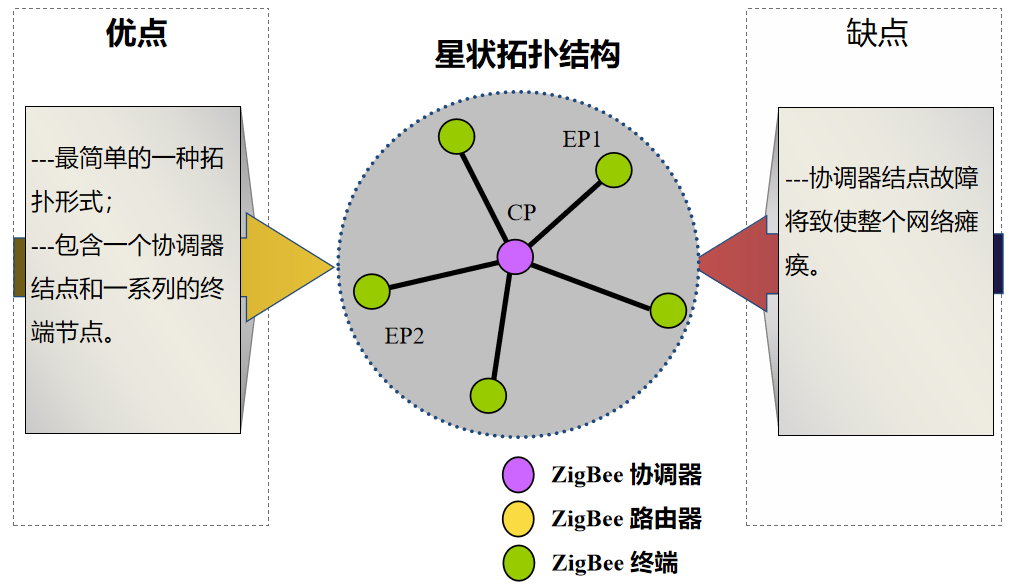 优点
---最简单的一种拓
扑形式；
---包含一个协调器
结点和一系列的终
端节点。
星状拓扑结构
EP1
CP
EP2
ZigBee 协调器
ZigBee 路由器
ZigBee 终端
缺点
---协调器结点故障
将致使整个网络瘫
痪。